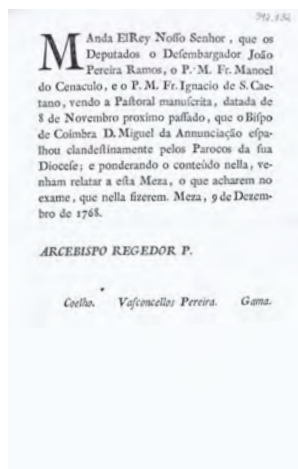 MAnda ElRey Noſſo Senhor, que os
Deputados o Deſembargador João
Pereira Ramos, o P. M. Fr. Manoel
do Cenaculo, e o P. M. Fr. Ignacio de S. Cae-
tano, vendo a Paſtoral manuſcrita, datada de
8 de Novembro proximo paſſado, que o Biſpo
de Coimbra D. Miguel da Annunciação eſpa-
lhou clandeſtinamente pelos Parocos da ſua
Dioceſe; e ponderando o conteúdo nella, ve-
nham relatar a eſta Meza, o que acharem no
exame, que nella fizerem. Meza, 9 de Dezem-
bro de 1768.
ARCEBISPO REGEDOR P.
Coelho. Vaſconcellos Pereira. Gama.